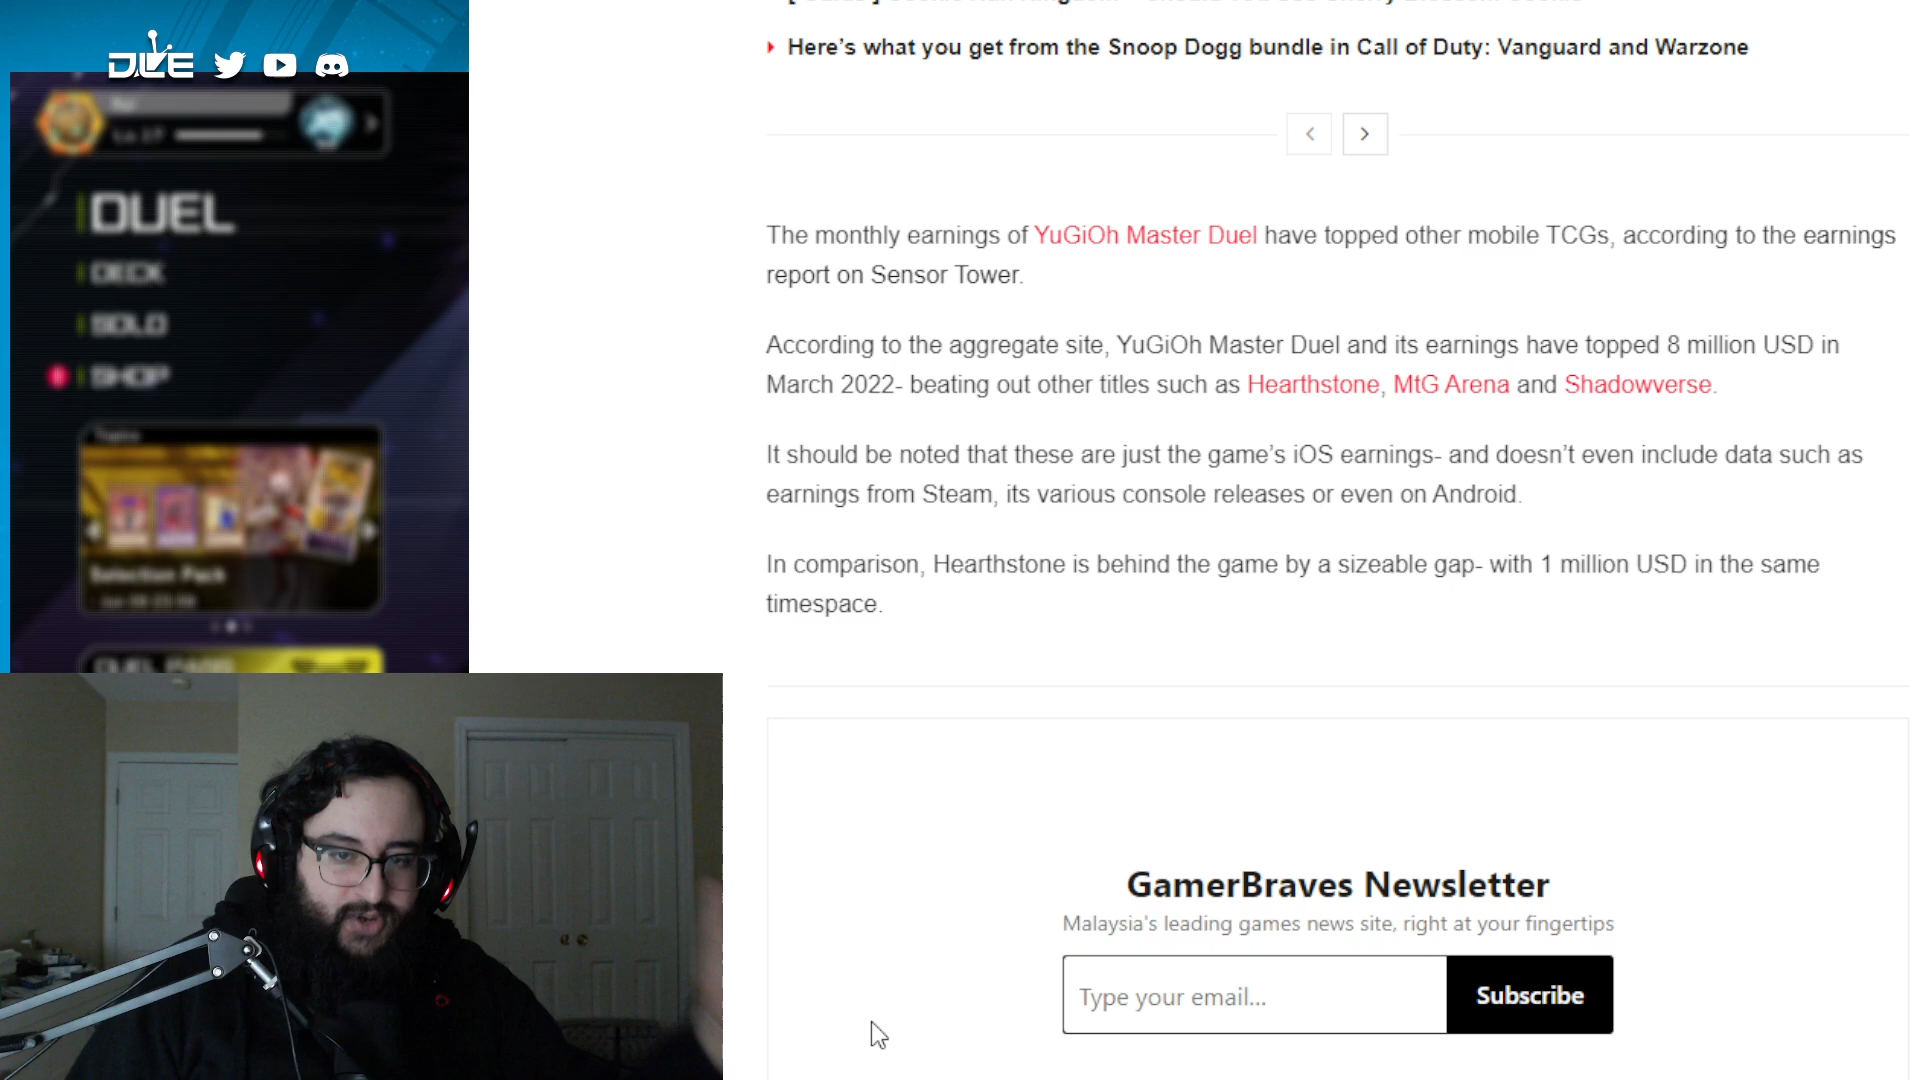 DLE
Lv. 17
DUEL
DECK
SOLO
SHOP
Topics
Selection Pack
DUEL PASS
Here’s what you get from the Snoop Dogg bundle in Call of Duty: Vanguard and Warzone
The monthly earnings of YuGiOh Master Duel have topped other mobile TCGs, according to the earnings
report on Sensor Tower.
According to the aggregate site, YuGiOh Master Duel and its earnings have topped 8 million USD in
March 2022- beating out other titles such as Hearthstone, MtG Arena and Shadowverse.
It should be noted that these are just the game’s iOS earnings- and doesn’t even include data such as
earnings from Steam, its various console releases or even on Android.
In comparison, Hearthstone is behind the game by a sizeable gap- with 1 million USD in the same
timespace.
GamerBraves Newsletter
Malaysia's leading games news site, right at your fingertips
Type your email...
Subscribe